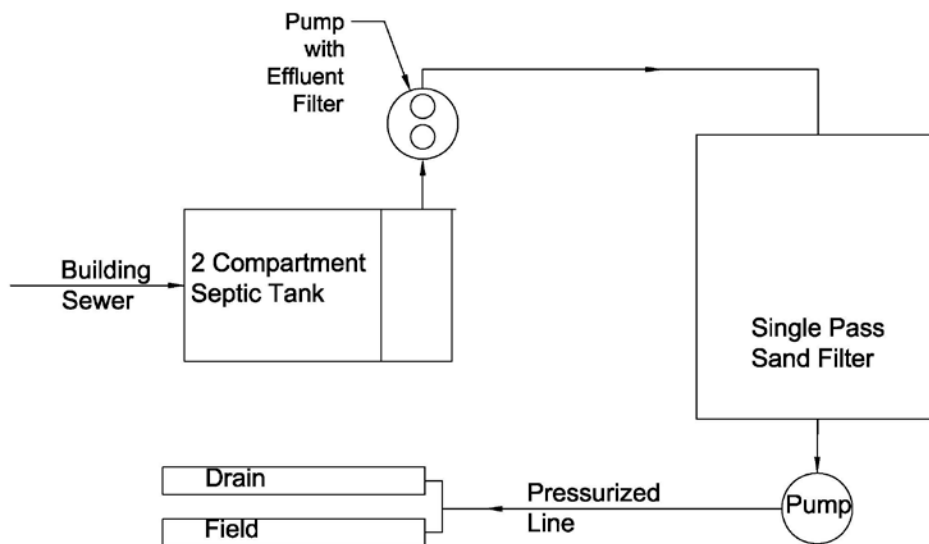 Pump
with
Effluent
Filter
Building
Sewer
2 Compartment
Septic Tank
Single Pass
Sand Filter
Drain
Field
Pressurized
Line
Pump